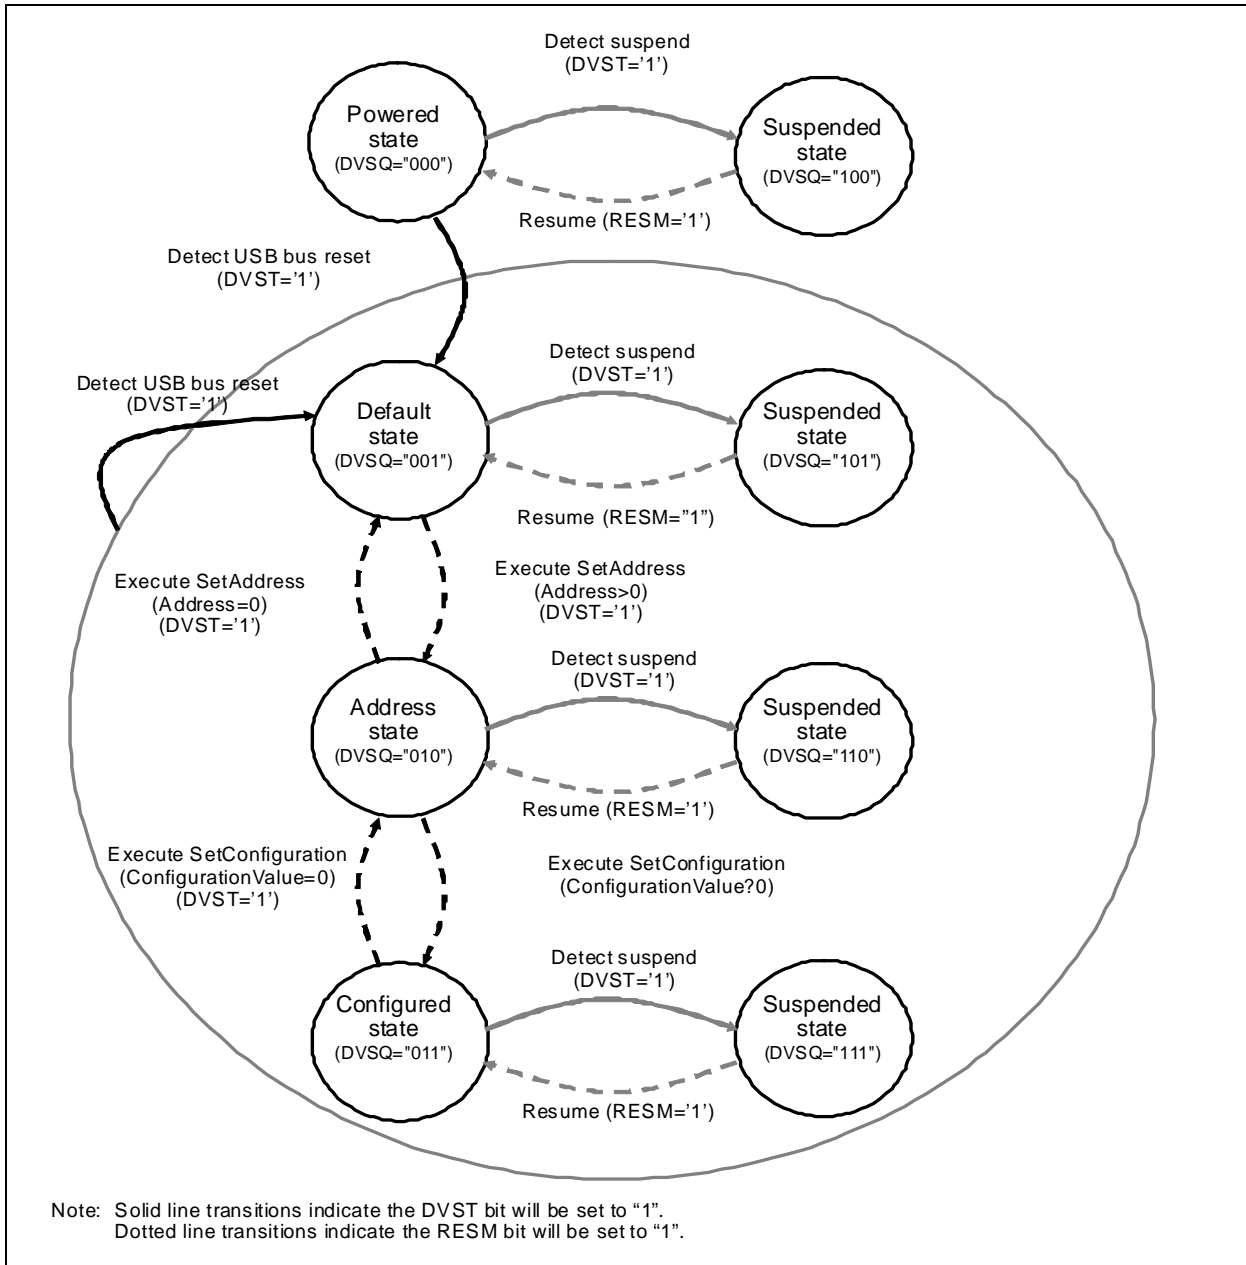 Detect suspend
(DVST='1')
Powered
state
(DVSQ="000")
Suspended
state
(DVSQ="100")
Resume (RESM='1')
Detect USB bus reset
(DVST='1')
Detect suspend
(DVST='1')
Detect USB bus reset
(DVST='1')
Default
state
(DVSQ="001")
Suspended
state
(DVSQ="101")
Resume (RESM="1")
Execute SetAddress
(Address=0)
(DVST='1')
Execute SetAddress
(Address>0)
(DVST='1')
Detect suspend
(DVST='1')
Address
state
(DVSQ="010")
Suspended
state
(DVSQ="110")
Resume (RESM='1')
Execute SetConfiguration
(ConfigurationValue=0)
(DVST='1')
Execute SetConfiguration
(ConfigurationValue?0)
Detect suspend
(DVST='1')
Configured
state
(DVSQ="011")
Suspended
state
(DVSQ="111")
Resume (RESM='1')
Note: Solid line transitions indicate the DVST bit will be set to “1”.
Dotted line transitions indicate the RESM bit will be set to “1”.